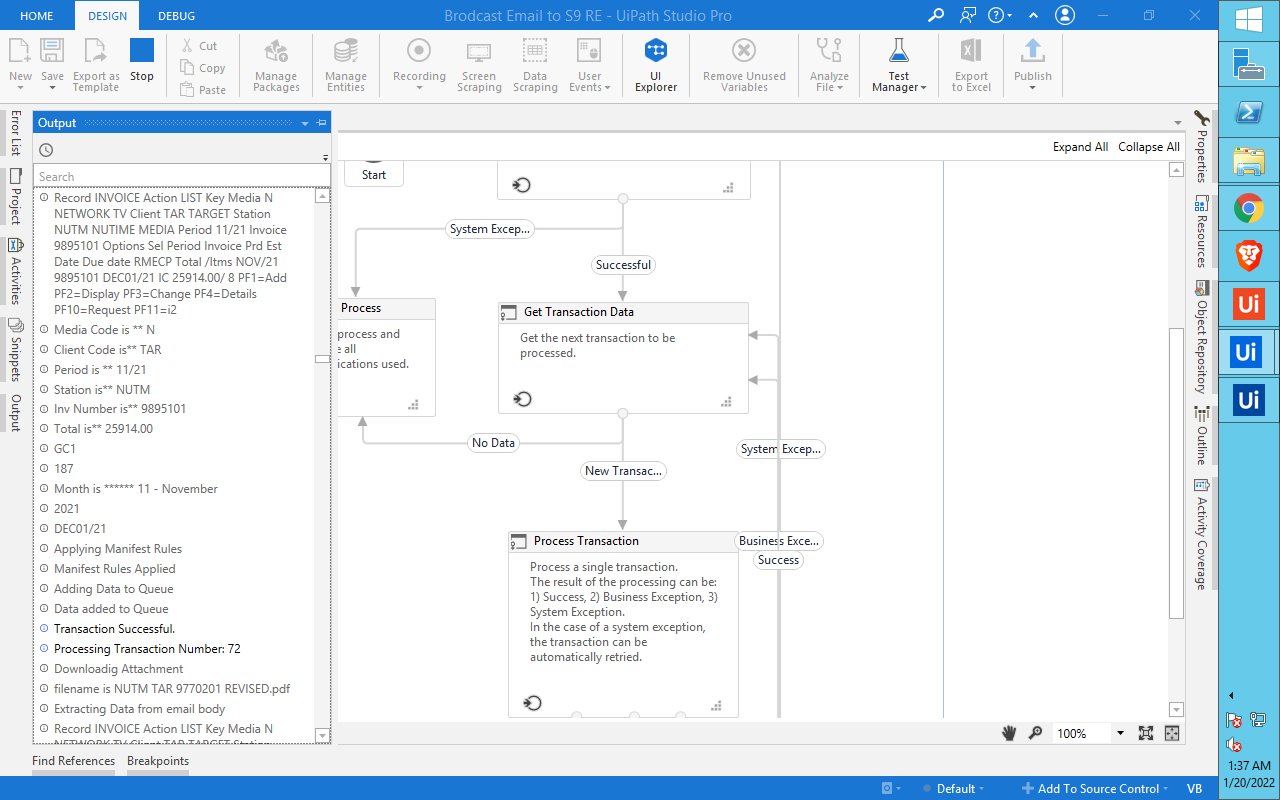 HOME
DESIGN
DEBUG
Brodcast Email to S9 RE - UiPath Studio Pro
New
Save
Export as
Template
Stop
Cut
Copy
Paste
Manage
Packages
Manage
Entities
Recording
Screen
Scraping
Data
Scraping
User
Events
UI
Explorer
Remove Unused
Variables
Analyze
File
Test
Manager
Export
to Excel
Publish
Error List
Project
Activities
Snippets
Output
Output
Search
Record INVOICE Action LIST Key Media N
NETWORK TV Client TAR TARGET Station
NUTM NUTIME MEDIA Period 11/21 Invoice
9895101 Options Sel Period Invoice Prd Est
Date Due date RMECP Total /Itms NOV/21
9895101 DEC01/21 IC 25914.00/ 8 PF1=Add
PF2=Display PF3=Change PF4=Details
PF10=Request PF11=i2
Media Code is ** N
Client Code is** TAR
Period is ** 11/21
Station is** NUTM
Inv Number is** 9895101
Total is** 25914.00
GC1
187
Month is ****** 11 - November
2021
DEC01/21
Applying Manifest Rules
Manifest Rules Applied
Adding Data to Queue
Data added to Queue
Transaction Successful.
Processing Transaction Number: 72
Downloadig Attachment
filename is NUTM TAR 9770201 REVISED.pdf
Extracting Data from email body
Record INVOICE Action LIST Key Media N
NETWORK TV Client TAR TARGET Station
Find References
Breakpoints
Expand All
Collapse All
Start
System Excep...
Successful
Process
process and
e all
ications used.
Get Transaction Data
Get the next transaction to be
processed.
No Data
New Transac...
System Excep...
Process Transaction
Business Exce...
Success
Process a single transaction.
The result of the processing can be:
1) Success, 2) Business Exception, 3)
System Exception.
In the case of a system exception,
the transaction can be
automatically retried.
100%
Properties
Resources
Object Repository
Outline
Activity Coverage
Default
Add To Source Control
VB
Ui
Ui
Ui
1:37 AM
1/20/2022